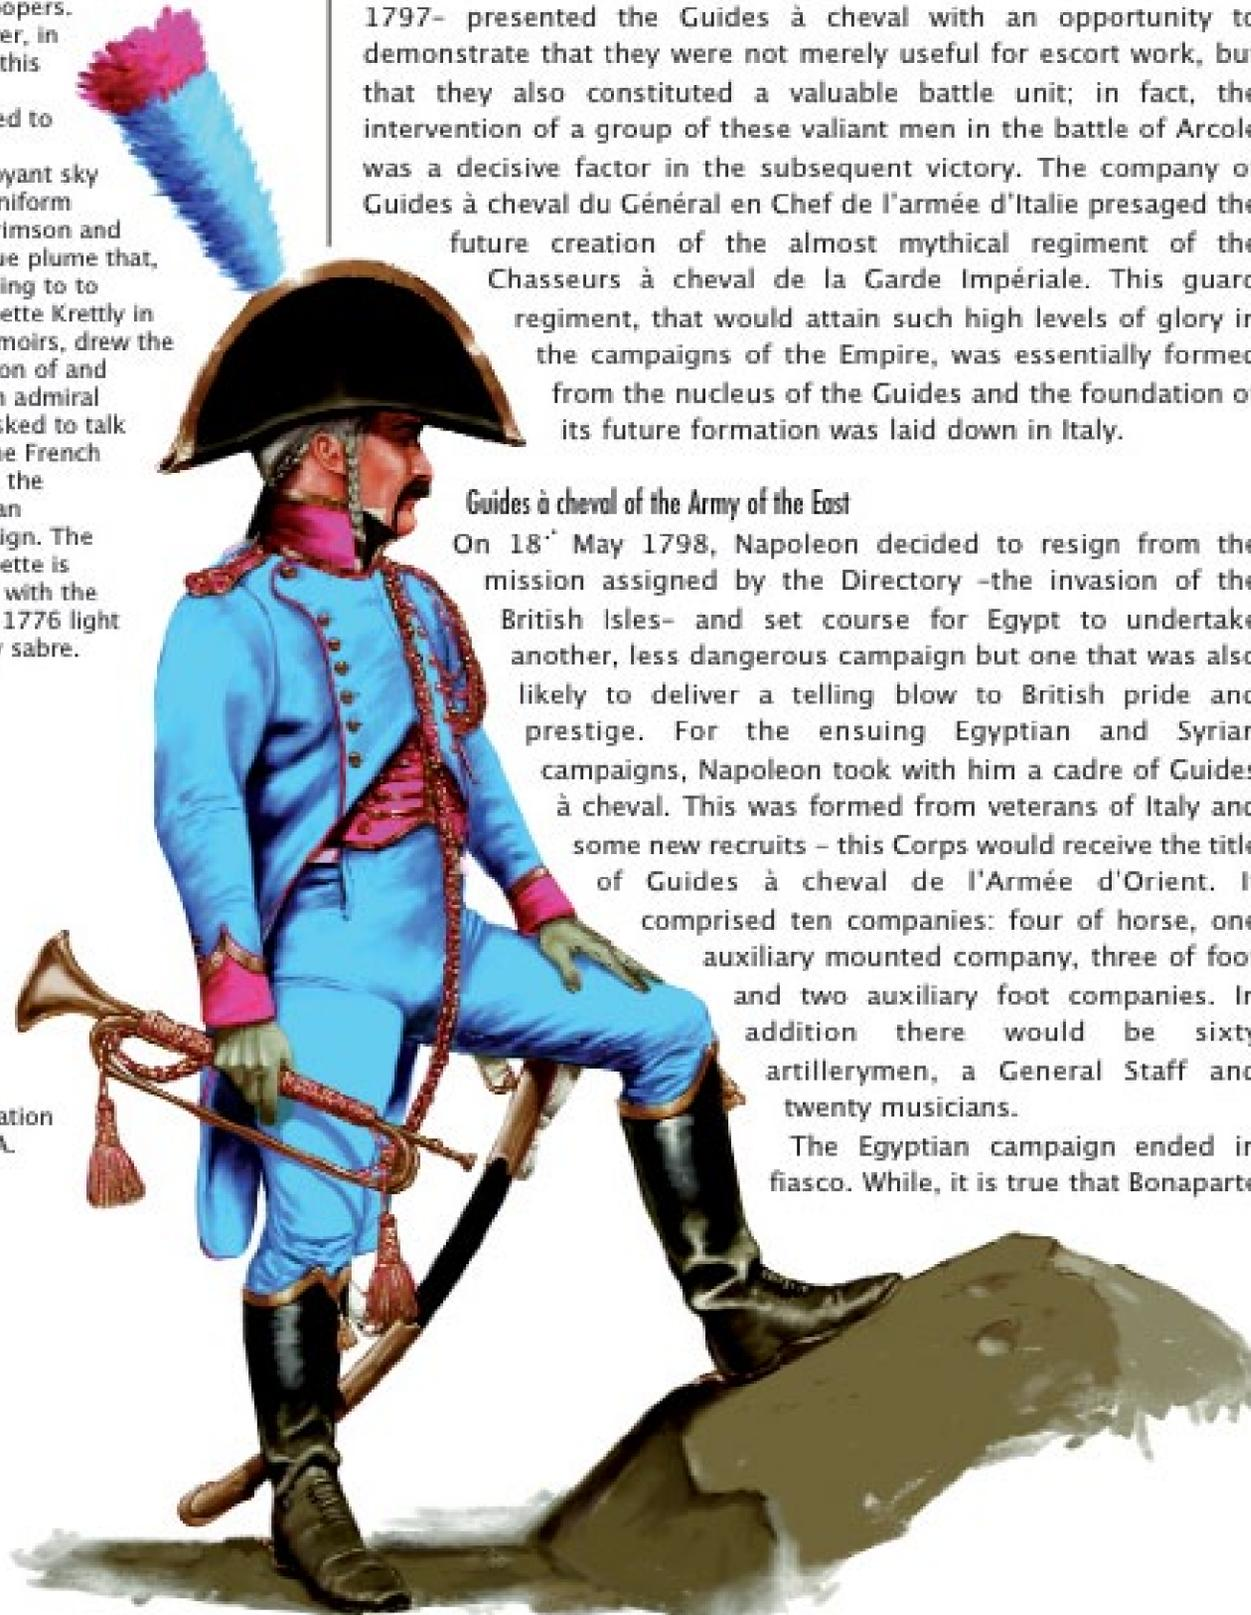 opers.
er, in
this
ed to
yant sky
niform
rimson and
ue plume that,
ing to to
ette Krettly in
moirs, drew the
on of and
n admiral
sked to talk
ne French
the
an
ign. The
ette is
with the
1776 light
sabre.
ation
A.
1797– presented the Guides à cheval with an opportunity to
demonstrate that they were not merely useful for escort work, but
that they also constituted a valuable battle unit; in fact, the
intervention of a group of these valiant men in the battle of Arcole
was a decisive factor in the subsequent victory. The company of
Guides à cheval du Général en Chef de l'armée d'Italie presaged the
future creation of the almost mythical regiment of the
Chasseurs à cheval de la Garde Impériale. This guard
regiment, that would attain such high levels of glory in
the campaigns of the Empire, was essentially formed
from the nucleus of the Guides and the foundation of
its future formation was laid down in Italy.
Guides à cheval of the Army of the East
On 18 May 1798, Napoleon decided to resign from the
mission assigned by the Directory –the invasion of the
British Isles– and set course for Egypt to undertake
another, less dangerous campaign but one that was also
likely to deliver a telling blow to British pride and
prestige. For the ensuing Egyptian and Syrian
campaigns, Napoleon took with him a cadre of Guides
à cheval. This was formed from veterans of Italy and
some new recruits – this Corps would receive the title
of Guides à cheval de l'Armée d'Orient. It
comprised ten companies: four of horse, one
auxiliary mounted company, three of foot
and two auxiliary foot companies. In
addition there would be sixty
artillerymen, a General Staff and
twenty musicians.
The Egyptian campaign ended in
fiasco. While, it is true that Bonaparte